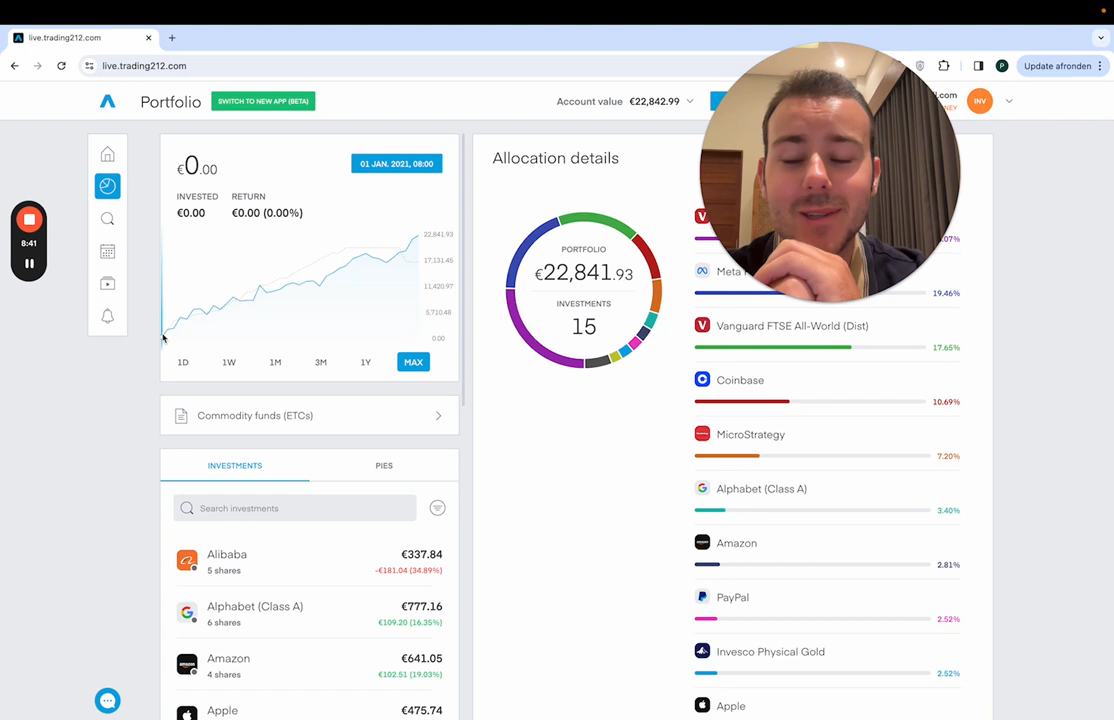 live.trading212.com
live.trading212.com
Update afronden
Portfolio
SWITCH TO NEW APP (BETA)
Account value €22,842.99
.com
INV
€0.00
01 JAN. 2021, 08:00
INVESTED
RETURN
€0.00
€0.00 (0.00%)
22,841.93
17,131.45
11,420.97
5,710.48
0.00
1D
1W
1M
3M
1Y
MAX
Commodity funds (ETCs)
INVESTMENTS
PIES
Search investments
Alibaba
€337.84
5 shares
-€181.04 (34.89%)
Alphabet (Class A)
€777.16
6 shares
€109.20 (16.35%)
Amazon
€641.05
4 shares
€102.51 (19.03%)
Apple
€475.74
8:41
Allocation details
PORTFOLIO
€22,841.93
INVESTMENTS
15
Meta
19.46%
Vanguard FTSE All-World (Dist)
17.65%
Coinbase
10.69%
MicroStrategy
7.20%
Alphabet (Class A)
3.40%
Amazon
2.81%
PayPal
2.52%
Invesco Physical Gold
2.52%
Apple